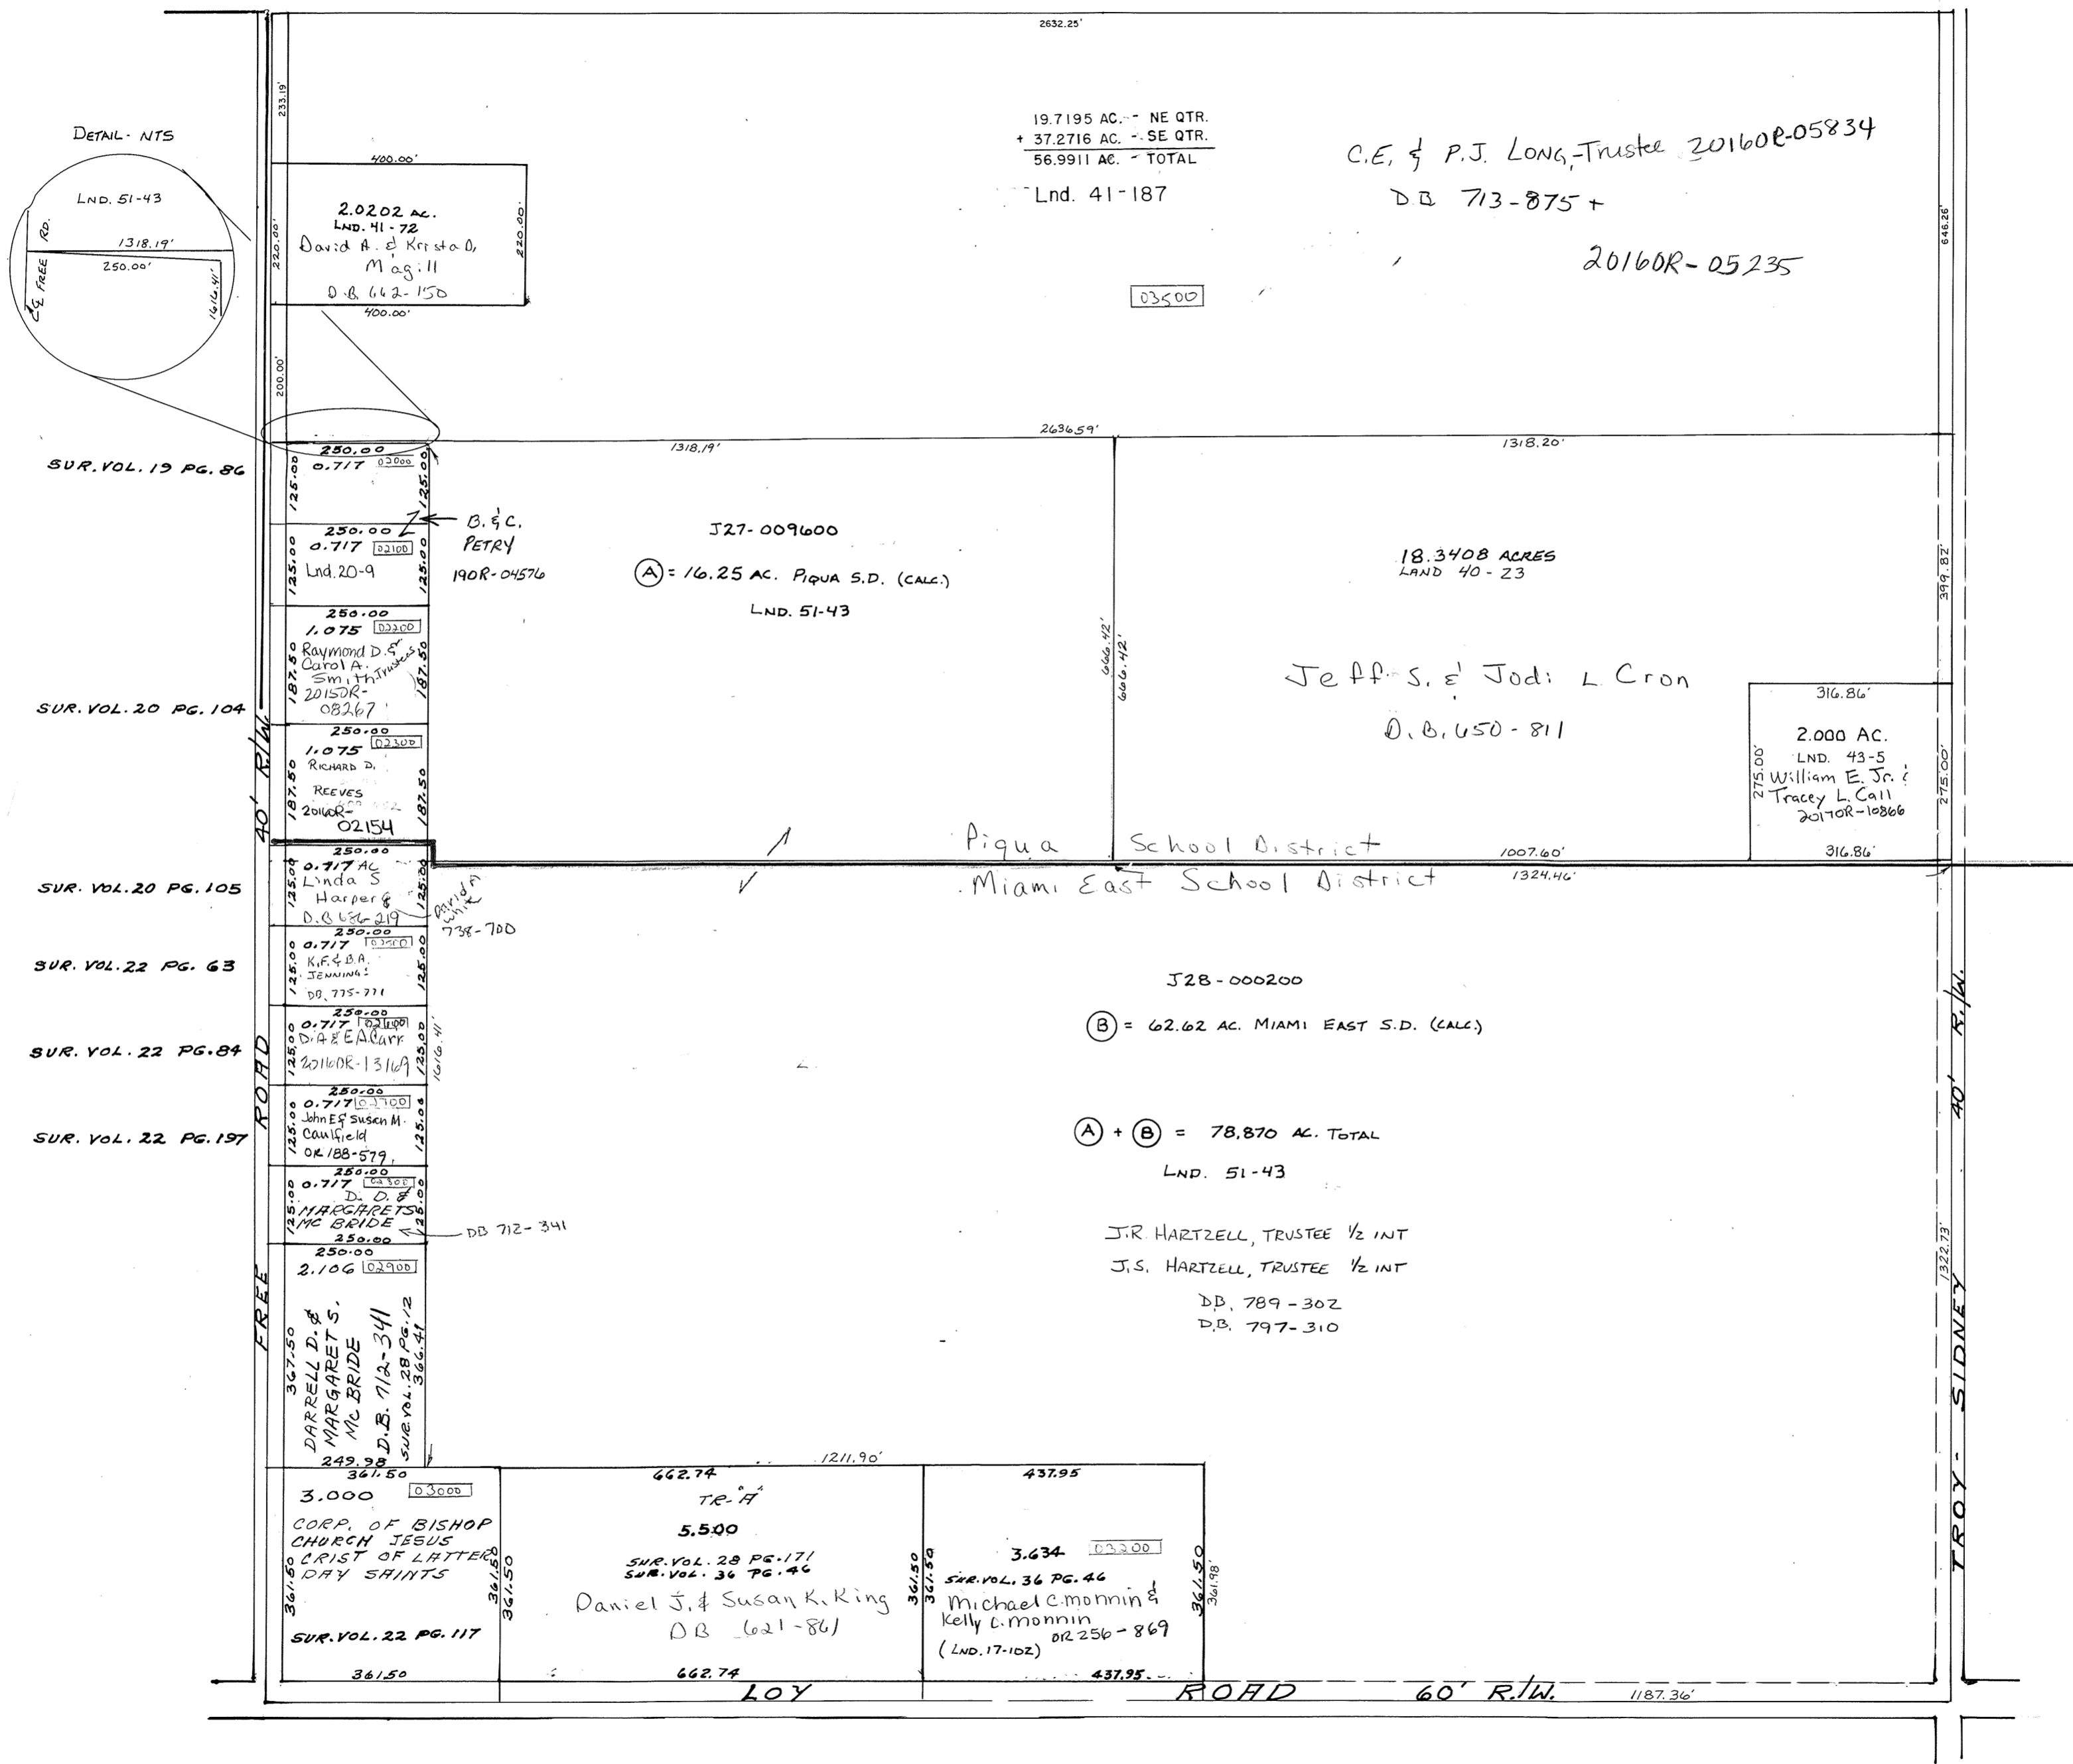 2632.25'
233.19'
DETAIL - NTS
LND. 51-43
1318.19'
250.00'
1616.41'
℄ FREE RD.
400.00'
220.00'
2.0202 AC.
LND. 41-72
David A. & Krista D.
Magill
D.B. 662-150
220.00'
400.00'
200.00'
19.7195 AC. - NE QTR.
+ 37.2716 AC. - SE QTR.
56.9911 AC. - TOTAL
Lnd. 41-187
C.E. & P.J. LONG, Trustee 20160R-05834
DB 713-875 +
20160R-05235
03500
646.26'
2636.59'
1318.19'
1318.20'
SUR. VOL. 19 PG. 86
250.00
0.717 02000
125.00
125.00
B. & C.
PETRY
190R-04576
250.00
0.717 02100
Lnd. 20-9
125.00
125.00
J27-009600
A = 16.25 AC. PIQUA S.D. (CALC.)
LND. 51-43
18.3408 ACRES
LAND 40-23
399.82'
250.00
1.075 02200
Raymond D. &
Carol A.
Smith Trustees
20150R-
08267
187.50
187.50
666.42'
666.42'
Jeff S. & Jodi L Cron
D.B. 650-811
SUR. VOL. 20 PG. 104
250.00
1.075 02300
RICHARD D.
REEVES
20160R-
02154
187.50
187.50
316.86'
2.000 AC.
LND. 43-5
William E. Jr. &
Tracey L. Call
20170R-10866
275.00'
275.00'
316.86'
40' R/W.
Piqua School District
1007.60'
Miami East School District
1324.46'
SUR. VOL. 20 PG. 105
250.00
0.717 AC
Linda S
Harper &
D.B 686-219
125.00
125.00
David A
White
738-700
SUR. VOL. 22 PG. 63
250.00
0.717
K.F. & B.A.
JENNINGS
DB. 775-771
125.00
125.00
J28-000200
B = 62.62 AC. MIAMI EAST S.D. (CALC.)
SUR. VOL. 22 PG. 84
250.00
0.717 02600
D.A & E.A. Carr
20160R-13169
125.00
125.00
1616.41'
SUR. VOL. 22 PG. 197
250.00
0.717 02700
John E & Susan M.
Caulfield
OR 188-579
125.00
125.00
A + B = 78.870 AC. TOTAL
LND. 51-43
250.00
0.717 02800
D. D. &
MARGARET S
MC BRIDE
125.00
125.00
250.00
DB 712-341
J.R. HARTZELL, TRUSTEE 1/2 INT
J.S. HARTZELL, TRUSTEE 1/2 INT
DB. 789-302
D.B. 797-310
1322.73'
250.00
2.106 02900
367.50
DARRELL D. &
MARGARET S.
MC BRIDE
D.B. 712-341
SUR. VOL. 28 PG. 12
366.41
249.98
FREE ROAD
TROY - SIDNEY 40' R/W.
1211.90'
361.50
3.000 03000
CORP. OF BISHOP
CHURCH JESUS
CRIST OF LATTER
DAY SAINTS
361.50
361.50
SUR. VOL. 22 PG. 117
361.50
662.74
TR-"A"
5.500
SUR. VOL. 28 PG. 171
SUR. VOL. 36 PG. 46
Daniel J. & Susan K. King
DB 621-861
361.50
361.50
662.74
437.95
3.634 03200
SUR. VOL. 36 PG. 46
Michael C. monnin &
Kelly C. monnin
OR 256-869
(LND. 17-102)
361.50
361.50
361.98'
437.95
LOY ROAD 60' R/W.
1187.36'